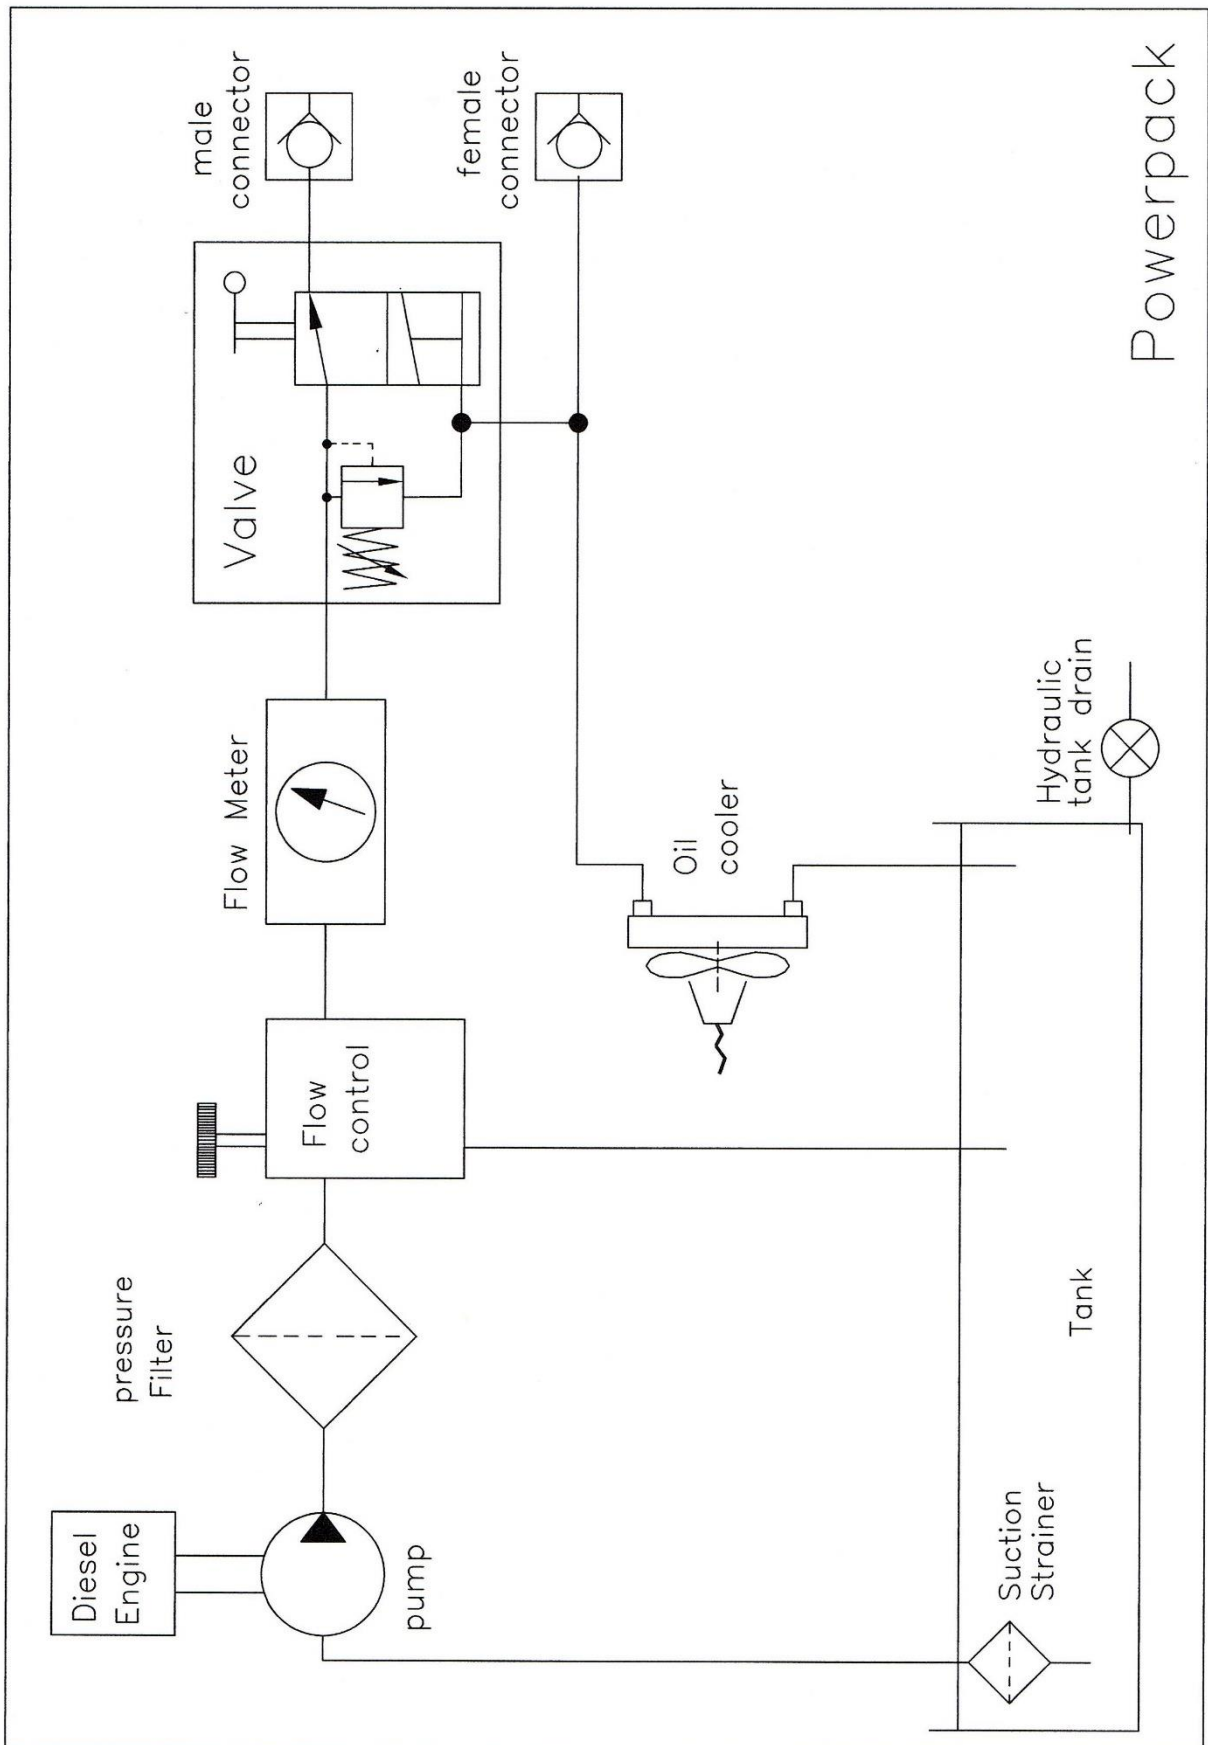 Diesel
Engine
pump
pressure
Filter
Flow
control
Flow Meter
Valve
male
connector
female
connector
Oil
cooler
Suction
Strainer
Tank
Hydraulic
tank drain
Powerpack